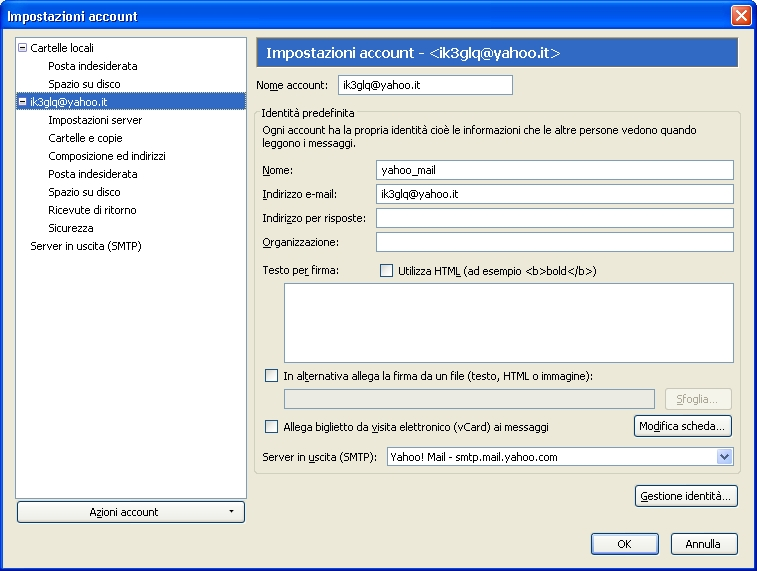 Impostazioni account
Cartelle locali
Posta indesiderata
Spazio su disco
ik3glq@yahoo.it
Impostazioni server
Cartelle e copie
Composizione ed indirizzi
Posta indesiderata
Spazio su disco
Ricevute di ritorno
Sicurezza
Server in uscita (SMTP)
Azioni account
Impostazioni account - <ik3glq@yahoo.it>
Nome account: ik3glq@yahoo.it
Identità predefinita
Ogni account ha la propria identità cioè le informazioni che le altre persone vedono quando
leggono i messaggi.
Nome: yahoo_mail
Indirizzo e-mail: ik3glq@yahoo.it
Indirizzo per risposte:
Organizzazione:
Testo per firma: Utilizza HTML (ad esempio <b>bold</b>)
In alternativa allega la firma da un file (testo, HTML o immagine):
Sfoglia...
Allega biglietto da visita elettronico (vCard) ai messaggi Modifica scheda...
Server in uscita (SMTP): Yahoo! Mail - smtp.mail.yahoo.com
Gestione identità...
OK Annulla